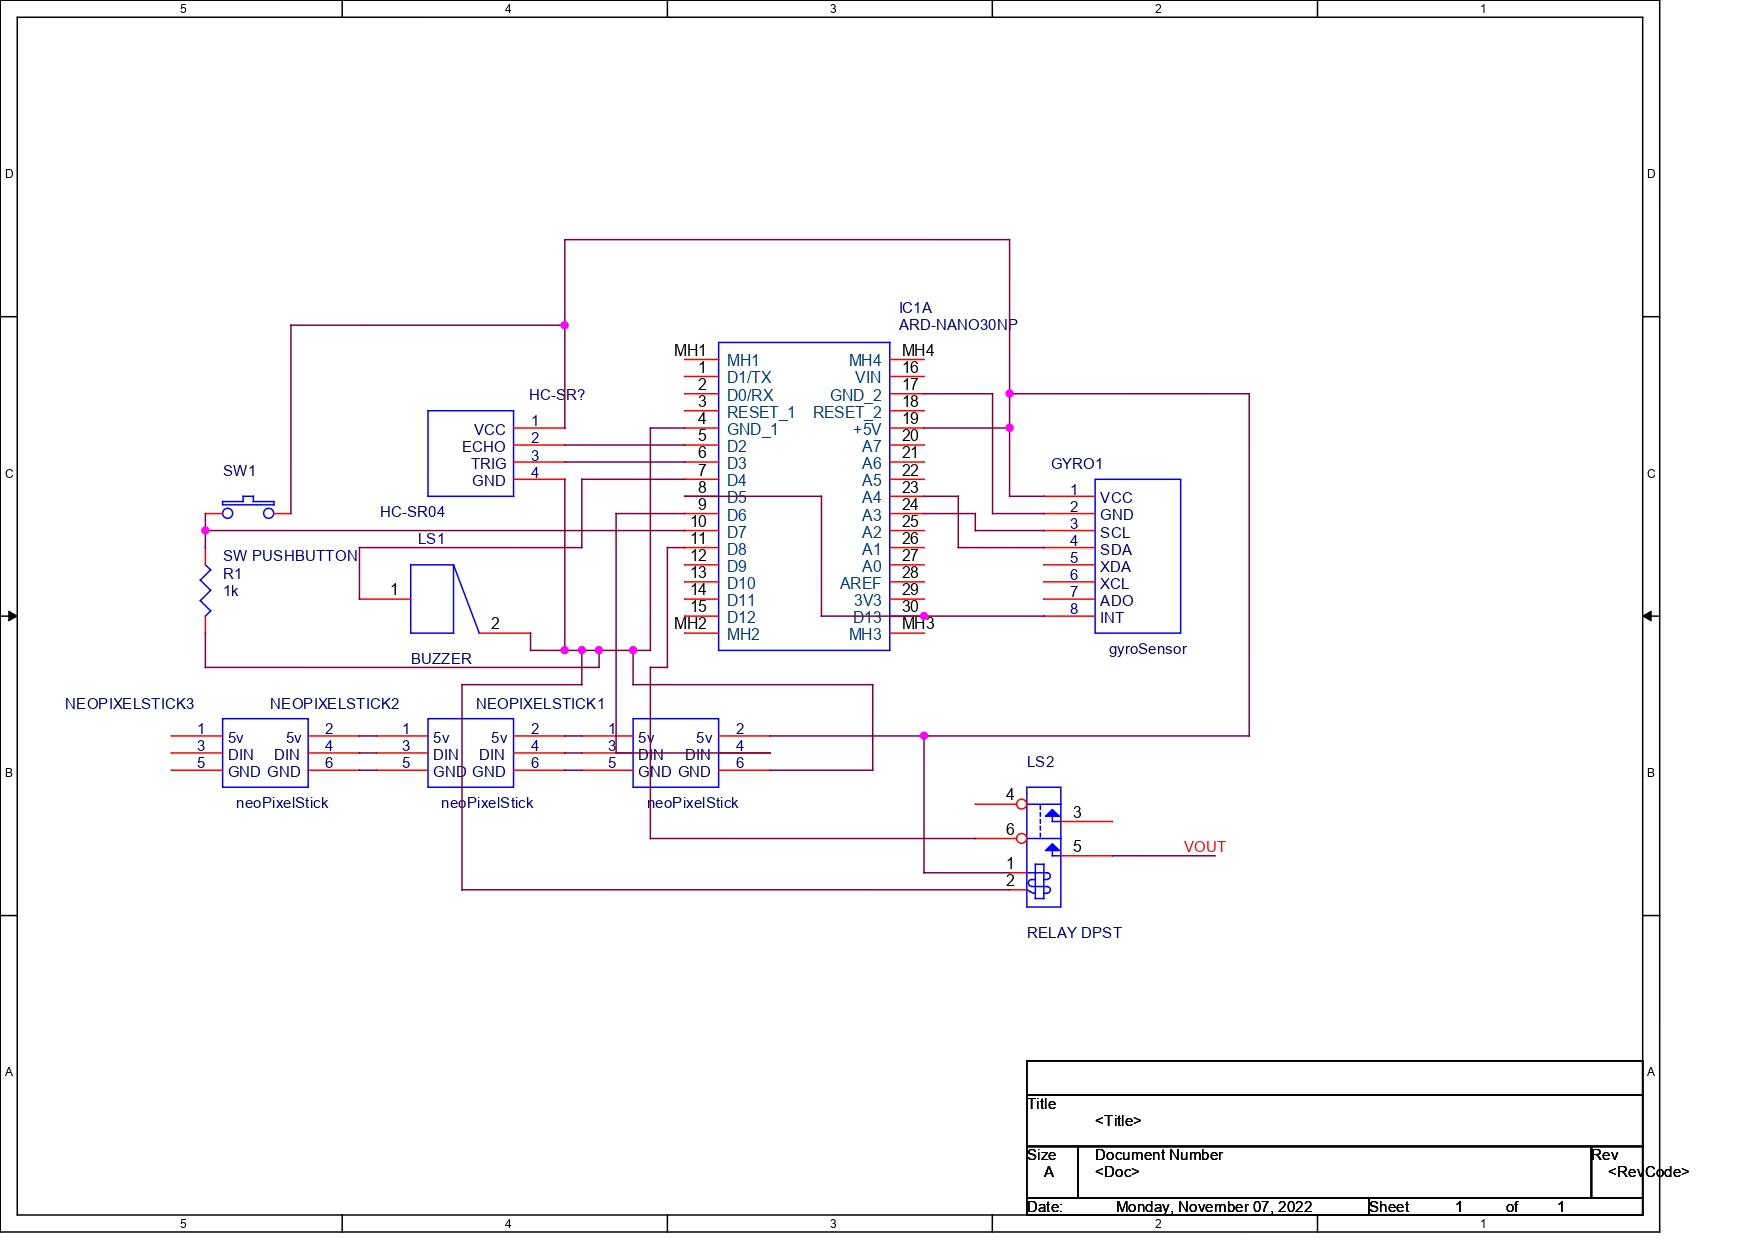 5 4 3 2 1
D D
C C
B B
A A
IC1A
ARD-NANO30NP
MH1 MH1 MH4 MH4
1 D1/TX VIN 16
2 D0/RX GND_2 17
3 RESET_1 RESET_2 18
4 GND_1 +5V 19
5 D2 A7 20
6 D3 A6 21
7 D4 A5 22
8 D5 A4 23
9 D6 A3 24
10 D7 A2 25
11 D8 A1 26
12 D9 A0 27
13 D10 AREF 28
14 D11 3V3 29
15 D12 D13 30
MH2 MH2 MH3 MH3
HC-SR?
VCC 1
ECHO 2
TRIG 3
GND 4
HC-SR04
SW1
SW PUSHBUTTON
R1
1k
LS1
1
2
BUZZER
GYRO1
1 VCC
2 GND
3 SCL
4 SDA
5 XDA
6 XCL
7 ADO
8 INT
gyroSensor
NEOPIXELSTICK3
1 5v 5v 2
3 DIN DIN 4
5 GND GND 6
neoPixelStick
NEOPIXELSTICK2
1 5v 5v 2
3 DIN DIN 4
5 GND GND 6
neoPixelStick
NEOPIXELSTICK1
1 5v 5v 2
3 DIN DIN 4
5 GND GND 6
neoPixelStick
LS2
4
3
6
5
VOUT
1
2
RELAY DPST
Title
<Title>
Size Document Number Rev
A <Doc> <RevCode>
Date: Monday, November 07, 2022 Sheet 1 of 1
5 4 3 2 1